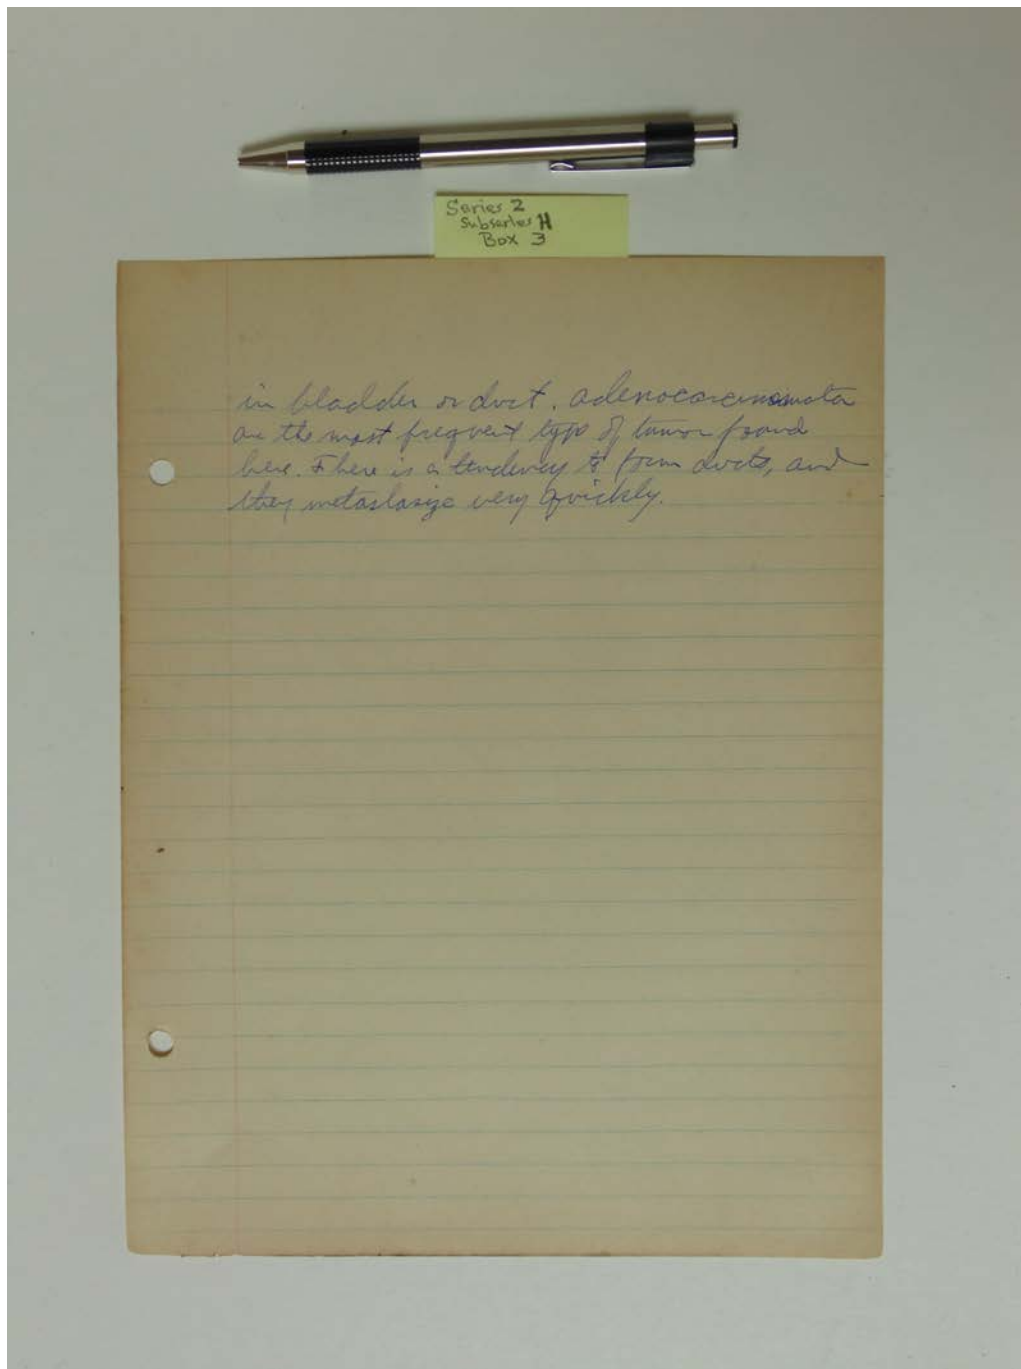 Series 2
Subseries H
Box 3
in bladder or duct. Adenocarcinomata
are the most frequent type of tumor found
here. There is a tendency to form ducts, and
they metastasize very quickly.